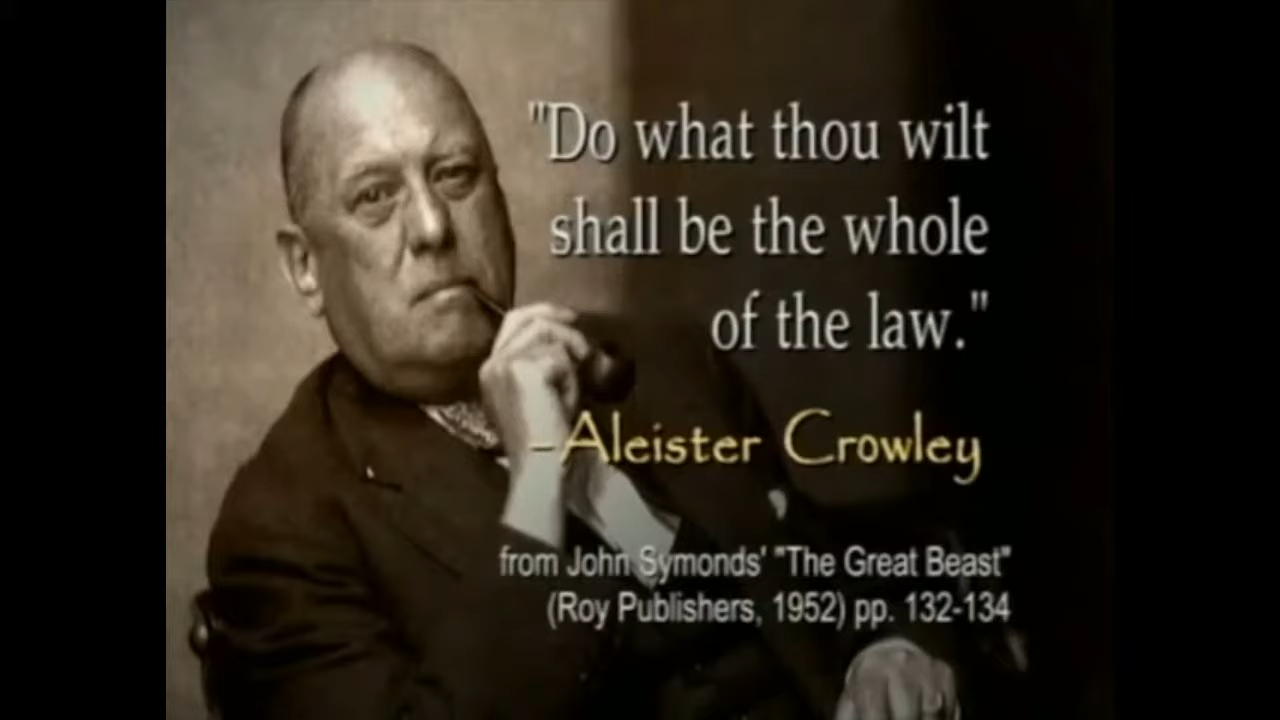 "Do what thou wilt
shall be the whole
of the law."
-Aleister Crowley
from John Symonds' "The Great Beast"
(Roy Publishers, 1952) pp. 132-134